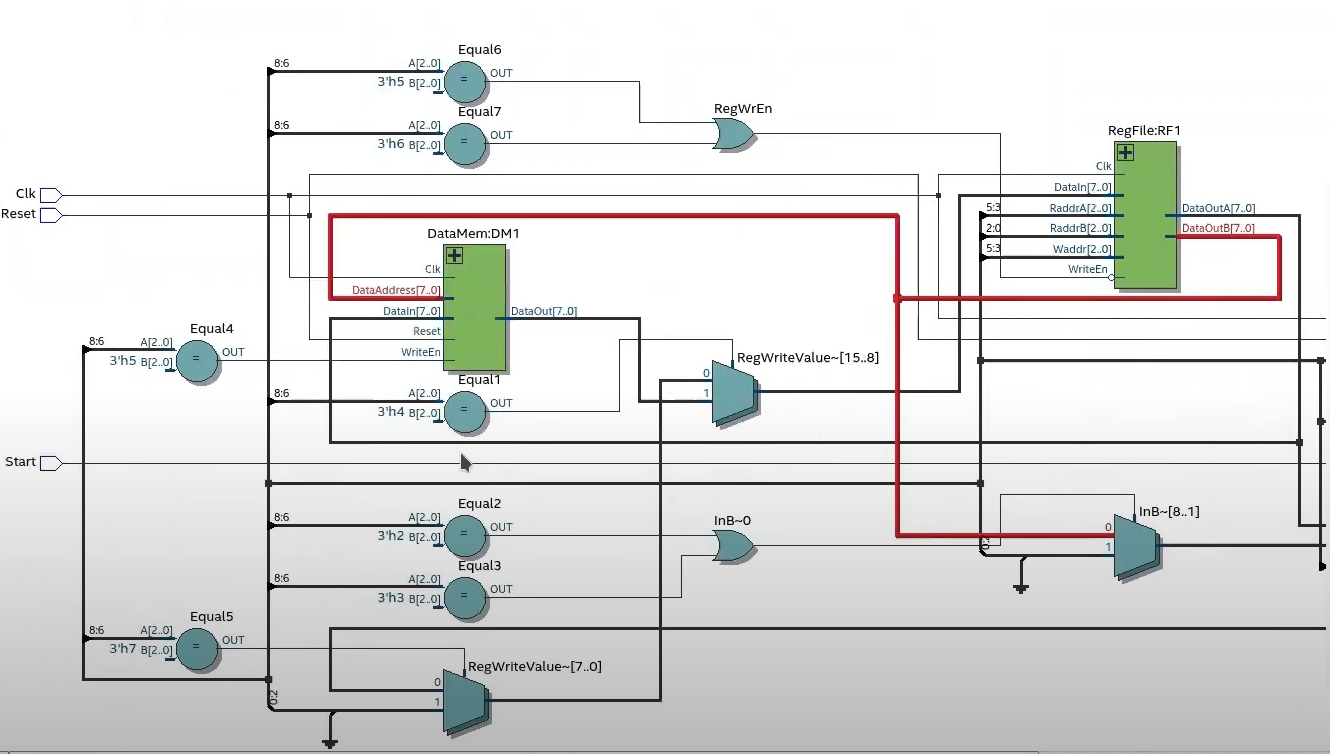 Equal6
8:6 A[2..0] OUT
3'h5 B[2..0] =
Equal7
RegWrEn
8:6 A[2..0] OUT
3'h6 B[2..0] =
RegFile:RF1
Clk
Clk
DataIn[7..0]
Reset
5:3 RaddrA[2..0] DataOutA[7..0]
2:0 RaddrB[2..0] DataOutB[7..0]
5:3 Waddr[2..0]
WriteEn
DataMem:DM1
Clk
DataAddress[7..0]
DataIn[7..0] DataOut[7..0]
Reset
WriteEn
Equal4
8:6 A[2..0] OUT
3'h5 B[2..0] =
RegWriteValue~[15..8]
0
1
Equal1
8:6 A[2..0] OUT
3'h4 B[2..0] =
Start
Equal2
8:6 A[2..0] OUT
3'h2 B[2..0] =
InB~0
InB~[8..1]
0
1
0:2
Equal3
8:6 A[2..0] OUT
3'h3 B[2..0] =
Equal5
8:6 A[2..0] OUT
3'h7 B[2..0] =
RegWriteValue~[7..0]
0
1
0:2